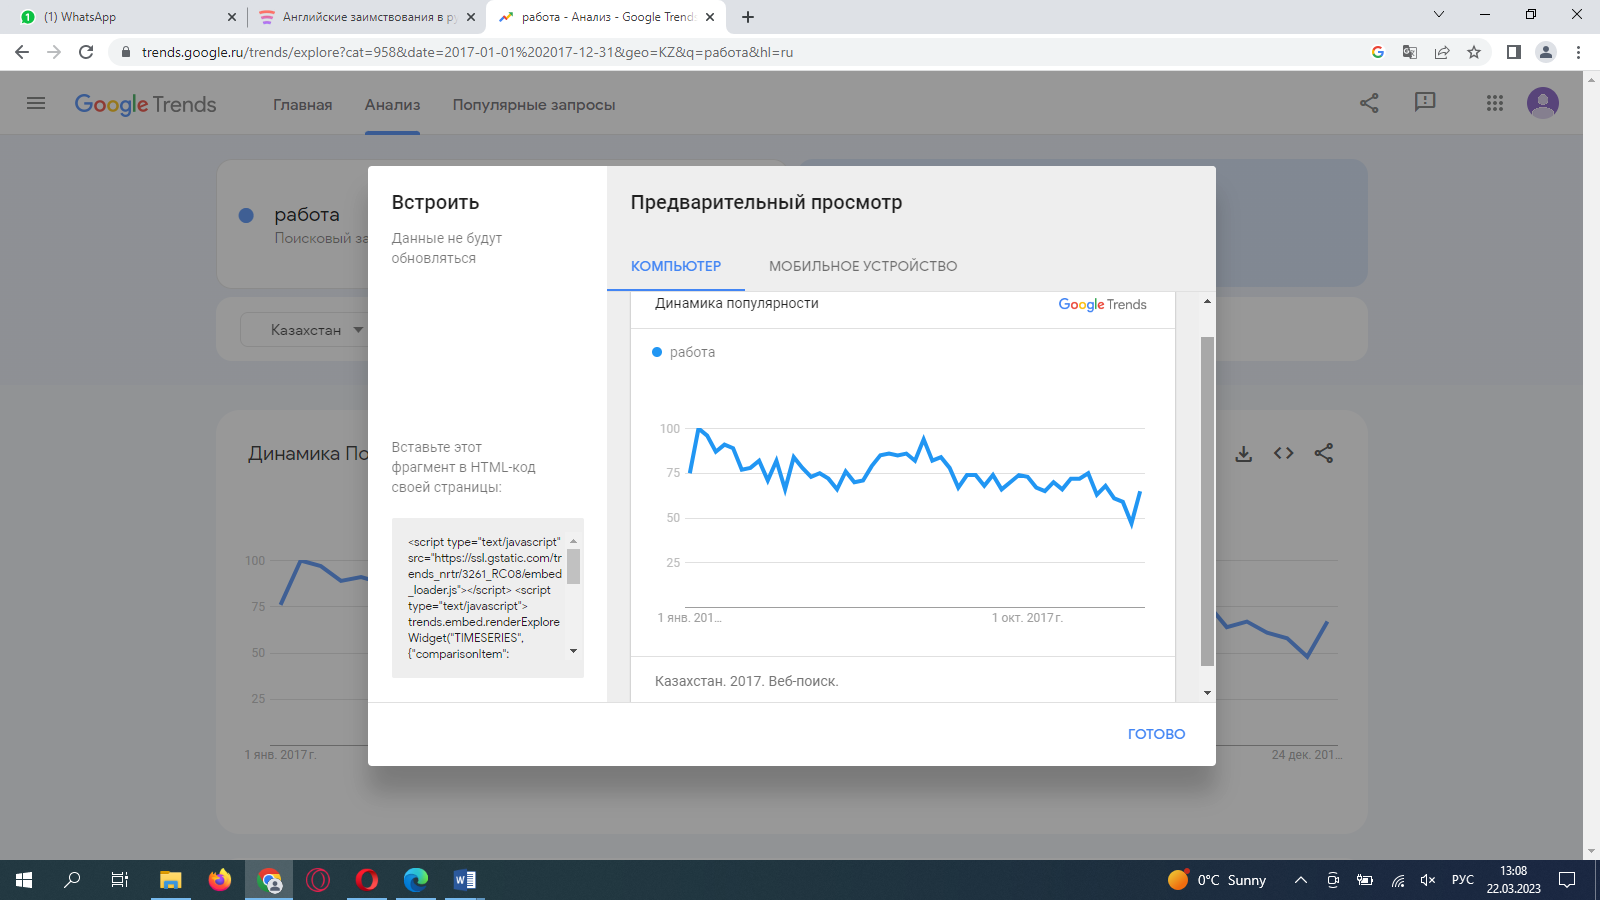 (1) WhatsApp
Английские заимствования в ру
работа - Анализ - Google Trends
trends.google.ru/trends/explore?cat=958&date=2017-01-01%202017-12-31&geo=KZ&q=работа&hl=ru
Google Trends
Главная
Анализ
Популярные запросы
работа
Поисковый за
Казахстан
Динамика По
100
75
50
25
1 янв. 2017 г.
24 дек. 201...
Встроить
Данные не будут
обновляться
Вставьте этот
фрагмент в HTML-код
своей страницы:
<script type="text/javascript"
src="https://ssl.gstatic.com/tr
ends_nrtr/3261_RC08/embed
_loader.js"></script> <script
type="text/javascript">
trends.embed.renderExplore
Widget("TIMESERIES",
{"comparisonItem":
Предварительный просмотр
КОМПЬЮТЕР
МОБИЛЬНОЕ УСТРОЙСТВО
Динамика популярности
Google Trends
работа
100
75
50
25
1 янв. 201...
1 окт. 2017 г.
Казахстан. 2017. Веб-поиск.
ГОТОВО
0°C Sunny
РУС
13:08
22.03.2023